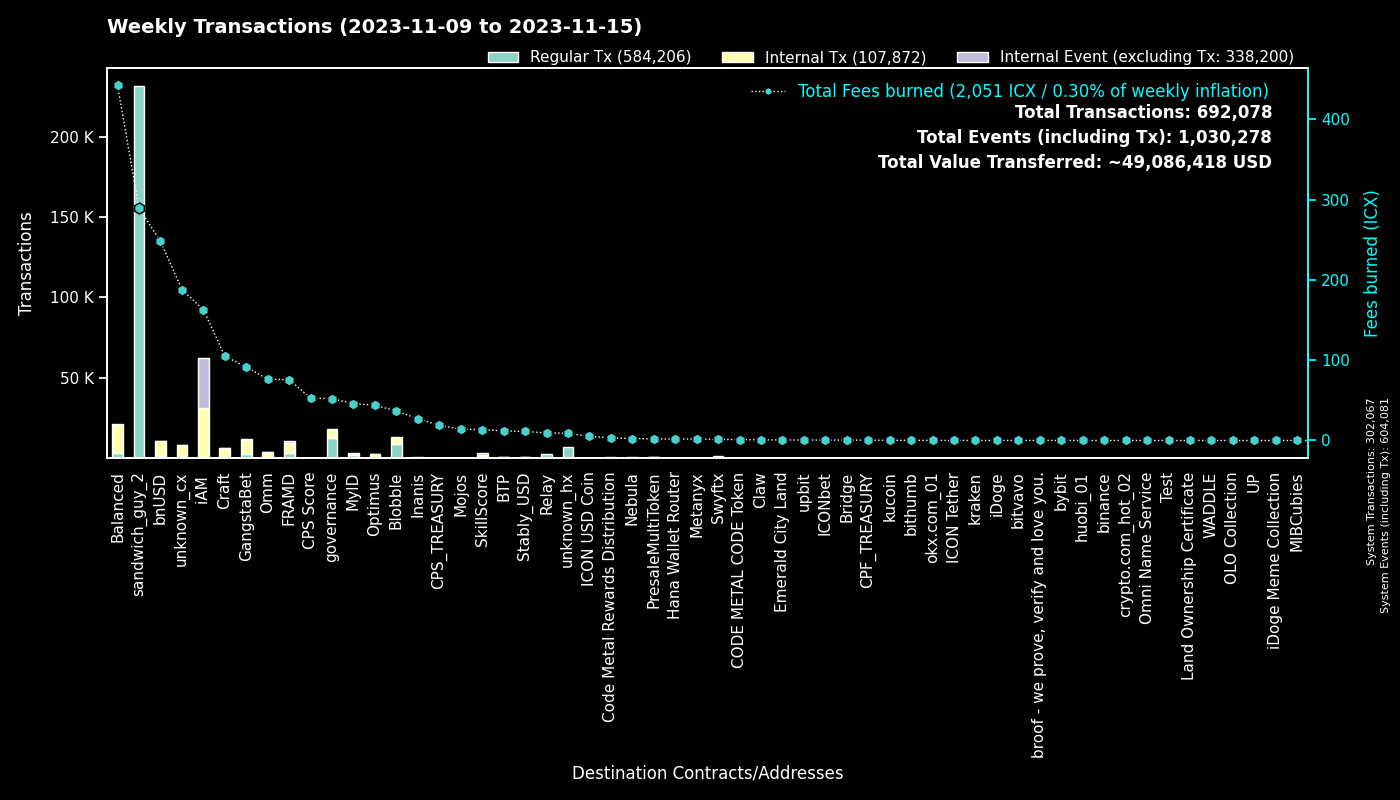 Weekly Transactions (2023-11-09 to 2023-11-15)
Regular Tx (584,206)
Internal Tx (107,872)
Internal Event (excluding Tx: 338,200)
Total Fees burned (2,051 ICX / 0.30% of weekly inflation)
Total Transactions: 692,078
Total Events (including Tx): 1,030,278
Total Value Transferred: ~49,086,418 USD
Transactions
200 K
150 K
100 K
50 K
400
300
200
100
0
Fees burned (ICX)
System Transactions: 302,067
System Events (including Tx): 604,081
Balanced
sandwich_guy_2
bnUSD
unknown_cx
iAM
Craft
GangstaBet
Omm
FRAMD
CPS Score
governance
MyID
Optimus
Blobble
Inanis
CPS_TREASURY
Mojos
SkillScore
BTP
Stably_USD
Relay
unknown_hx
ICON USD Coin
Code Metal Rewards Distribution
Nebula
PresaleMultiToken
Hana Wallet Router
Metanyx
Swyftx
CODE METAL CODE Token
Claw
Emerald City Land
upbit
ICONbet
Bridge
CPF_TREASURY
kucoin
bithumb
okx.com_01
ICON Tether
kraken
iDoge
bitvavo
broof - we prove, verify and love you.
bybit
huobi_01
binance
crypto.com_hot_02
Omni Name Service
Test
Land Ownership Certificate
WADDLE
OLO Collection
UP
iDoge Meme Collection
MIBCubies
Destination Contracts/Addresses